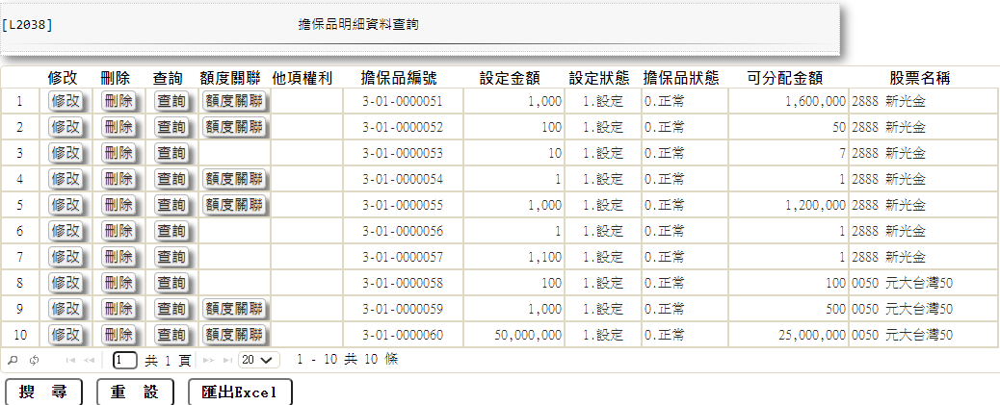 [L2038] 擔保品明細資料查詢
修改 刪除 查詢 額度關聯 他項權利 擔保品編號 設定金額 設定狀態 擔保品狀態 可分配金額 股票名稱
1 修改 刪除 查詢 額度關聯 3-01-0000051 1,000 1.設定 0.正常 1,600,000 2888 新光金
2 修改 刪除 查詢 額度關聯 3-01-0000052 100 1.設定 0.正常 50 2888 新光金
3 修改 刪除 查詢 3-01-0000053 10 1.設定 0.正常 7 2888 新光金
4 修改 刪除 查詢 額度關聯 3-01-0000054 1 1.設定 0.正常 1 2888 新光金
5 修改 刪除 查詢 額度關聯 3-01-0000055 1,000 1.設定 0.正常 1,200,000 2888 新光金
6 修改 刪除 查詢 3-01-0000056 1 1.設定 0.正常 1 2888 新光金
7 修改 刪除 查詢 3-01-0000057 1,100 1.設定 0.正常 1 2888 新光金
8 修改 刪除 查詢 3-01-0000058 100 1.設定 0.正常 100 0050 元大台灣50
9 修改 刪除 查詢 額度關聯 3-01-0000059 1,000 1.設定 0.正常 500 0050 元大台灣50
10 修改 刪除 查詢 額度關聯 3-01-0000060 50,000,000 1.設定 0.正常 25,000,000 0050 元大台灣50
1 共 1 頁 20 1 - 10 共 10 條
搜 尋 重 設 匯出Excel